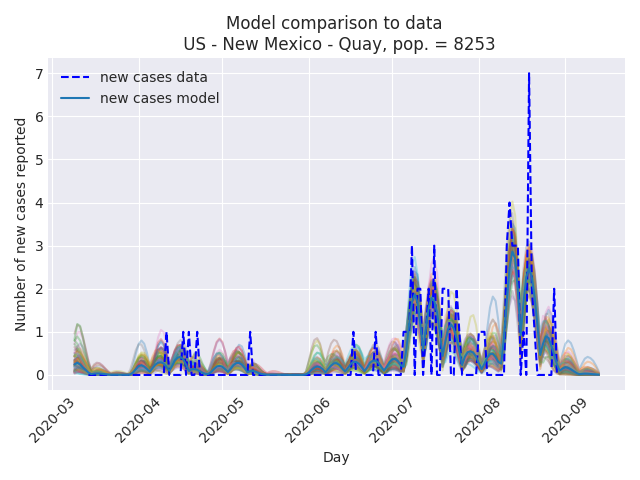 Model comparison to data
US - New Mexico - Quay, pop. = 8253
new cases data
new cases model
Number of new cases reported
7
6
5
4
3
2
1
0
2020-03
2020-04
2020-05
2020-06
2020-07
2020-08
2020-09
Day